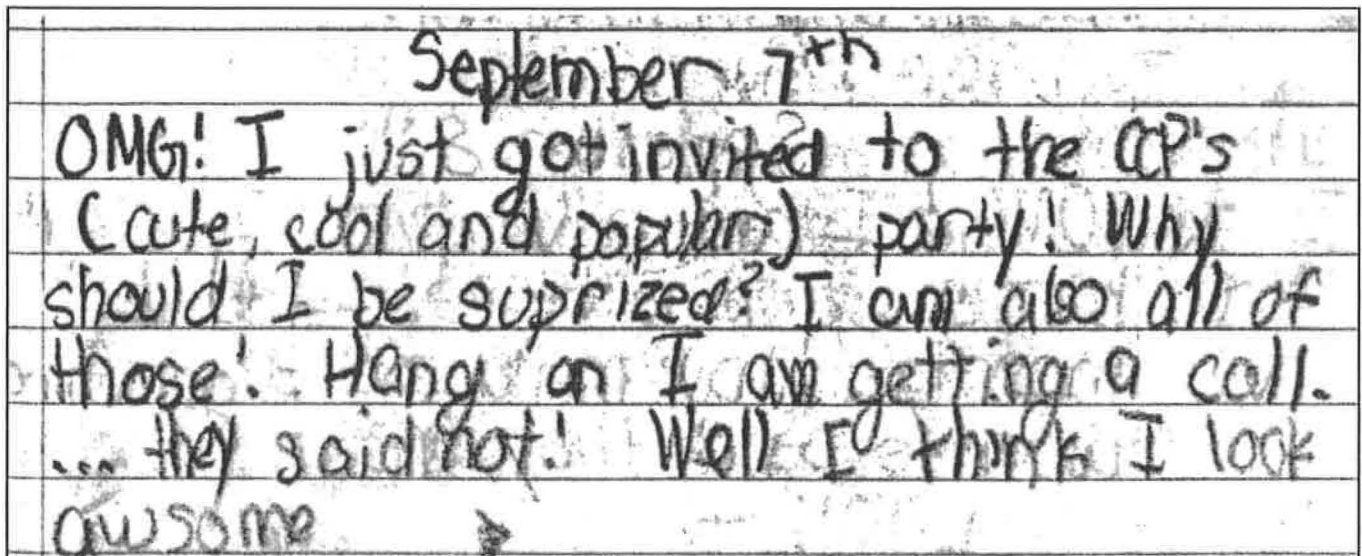 September 7th
OMG! I just got invited to the CCP's
(cute, cool and popular) party! Why
should I be suprized? I am also all of
those! Hang on I am getting a call.
... they said not! Well I think I look
awsome